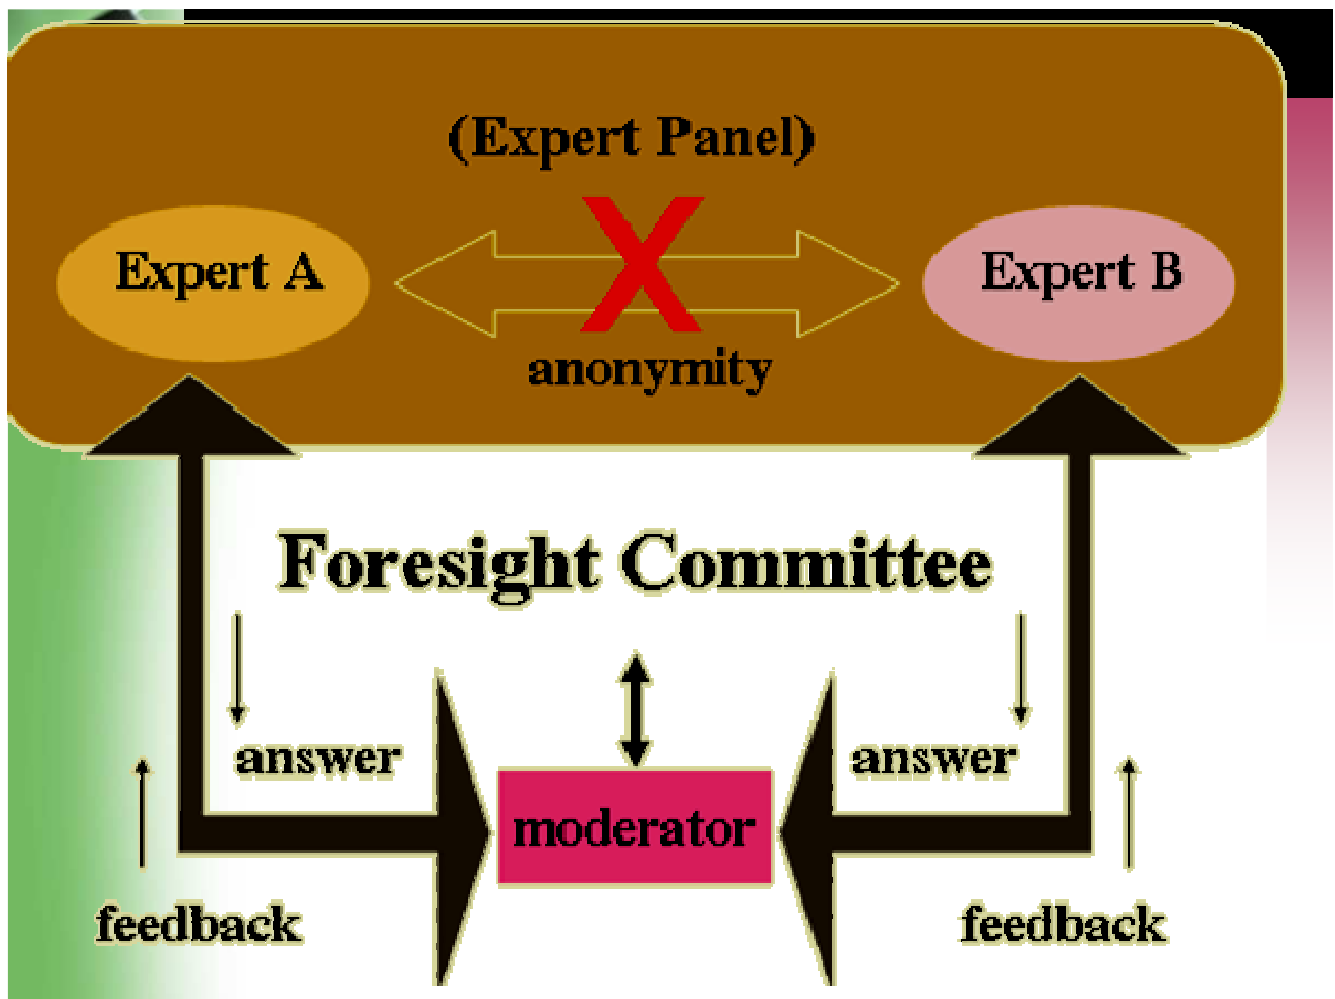 (Expert Panel)
Expert A
X
Expert B
anonymity
Foresight Committee
answer
answer
moderator
feedback
feedback